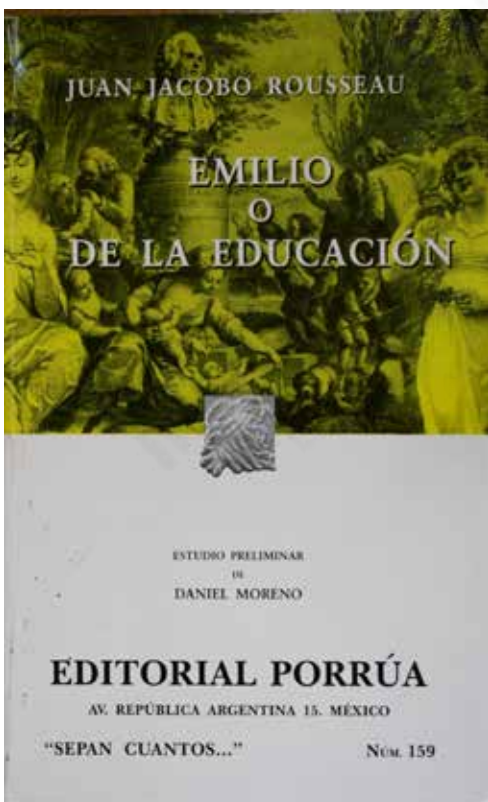 JUAN JACOBO ROUSSEAU
EMILIO
O
DE LA EDUCACIÓN
ESTUDIO PRELIMINAR
DE
DANIEL MORENO
EDITORIAL PORRÚA
AV. REPÚBLICA ARGENTINA 15. MÉXICO
"SEPAN CUANTOS..." NÚM. 159